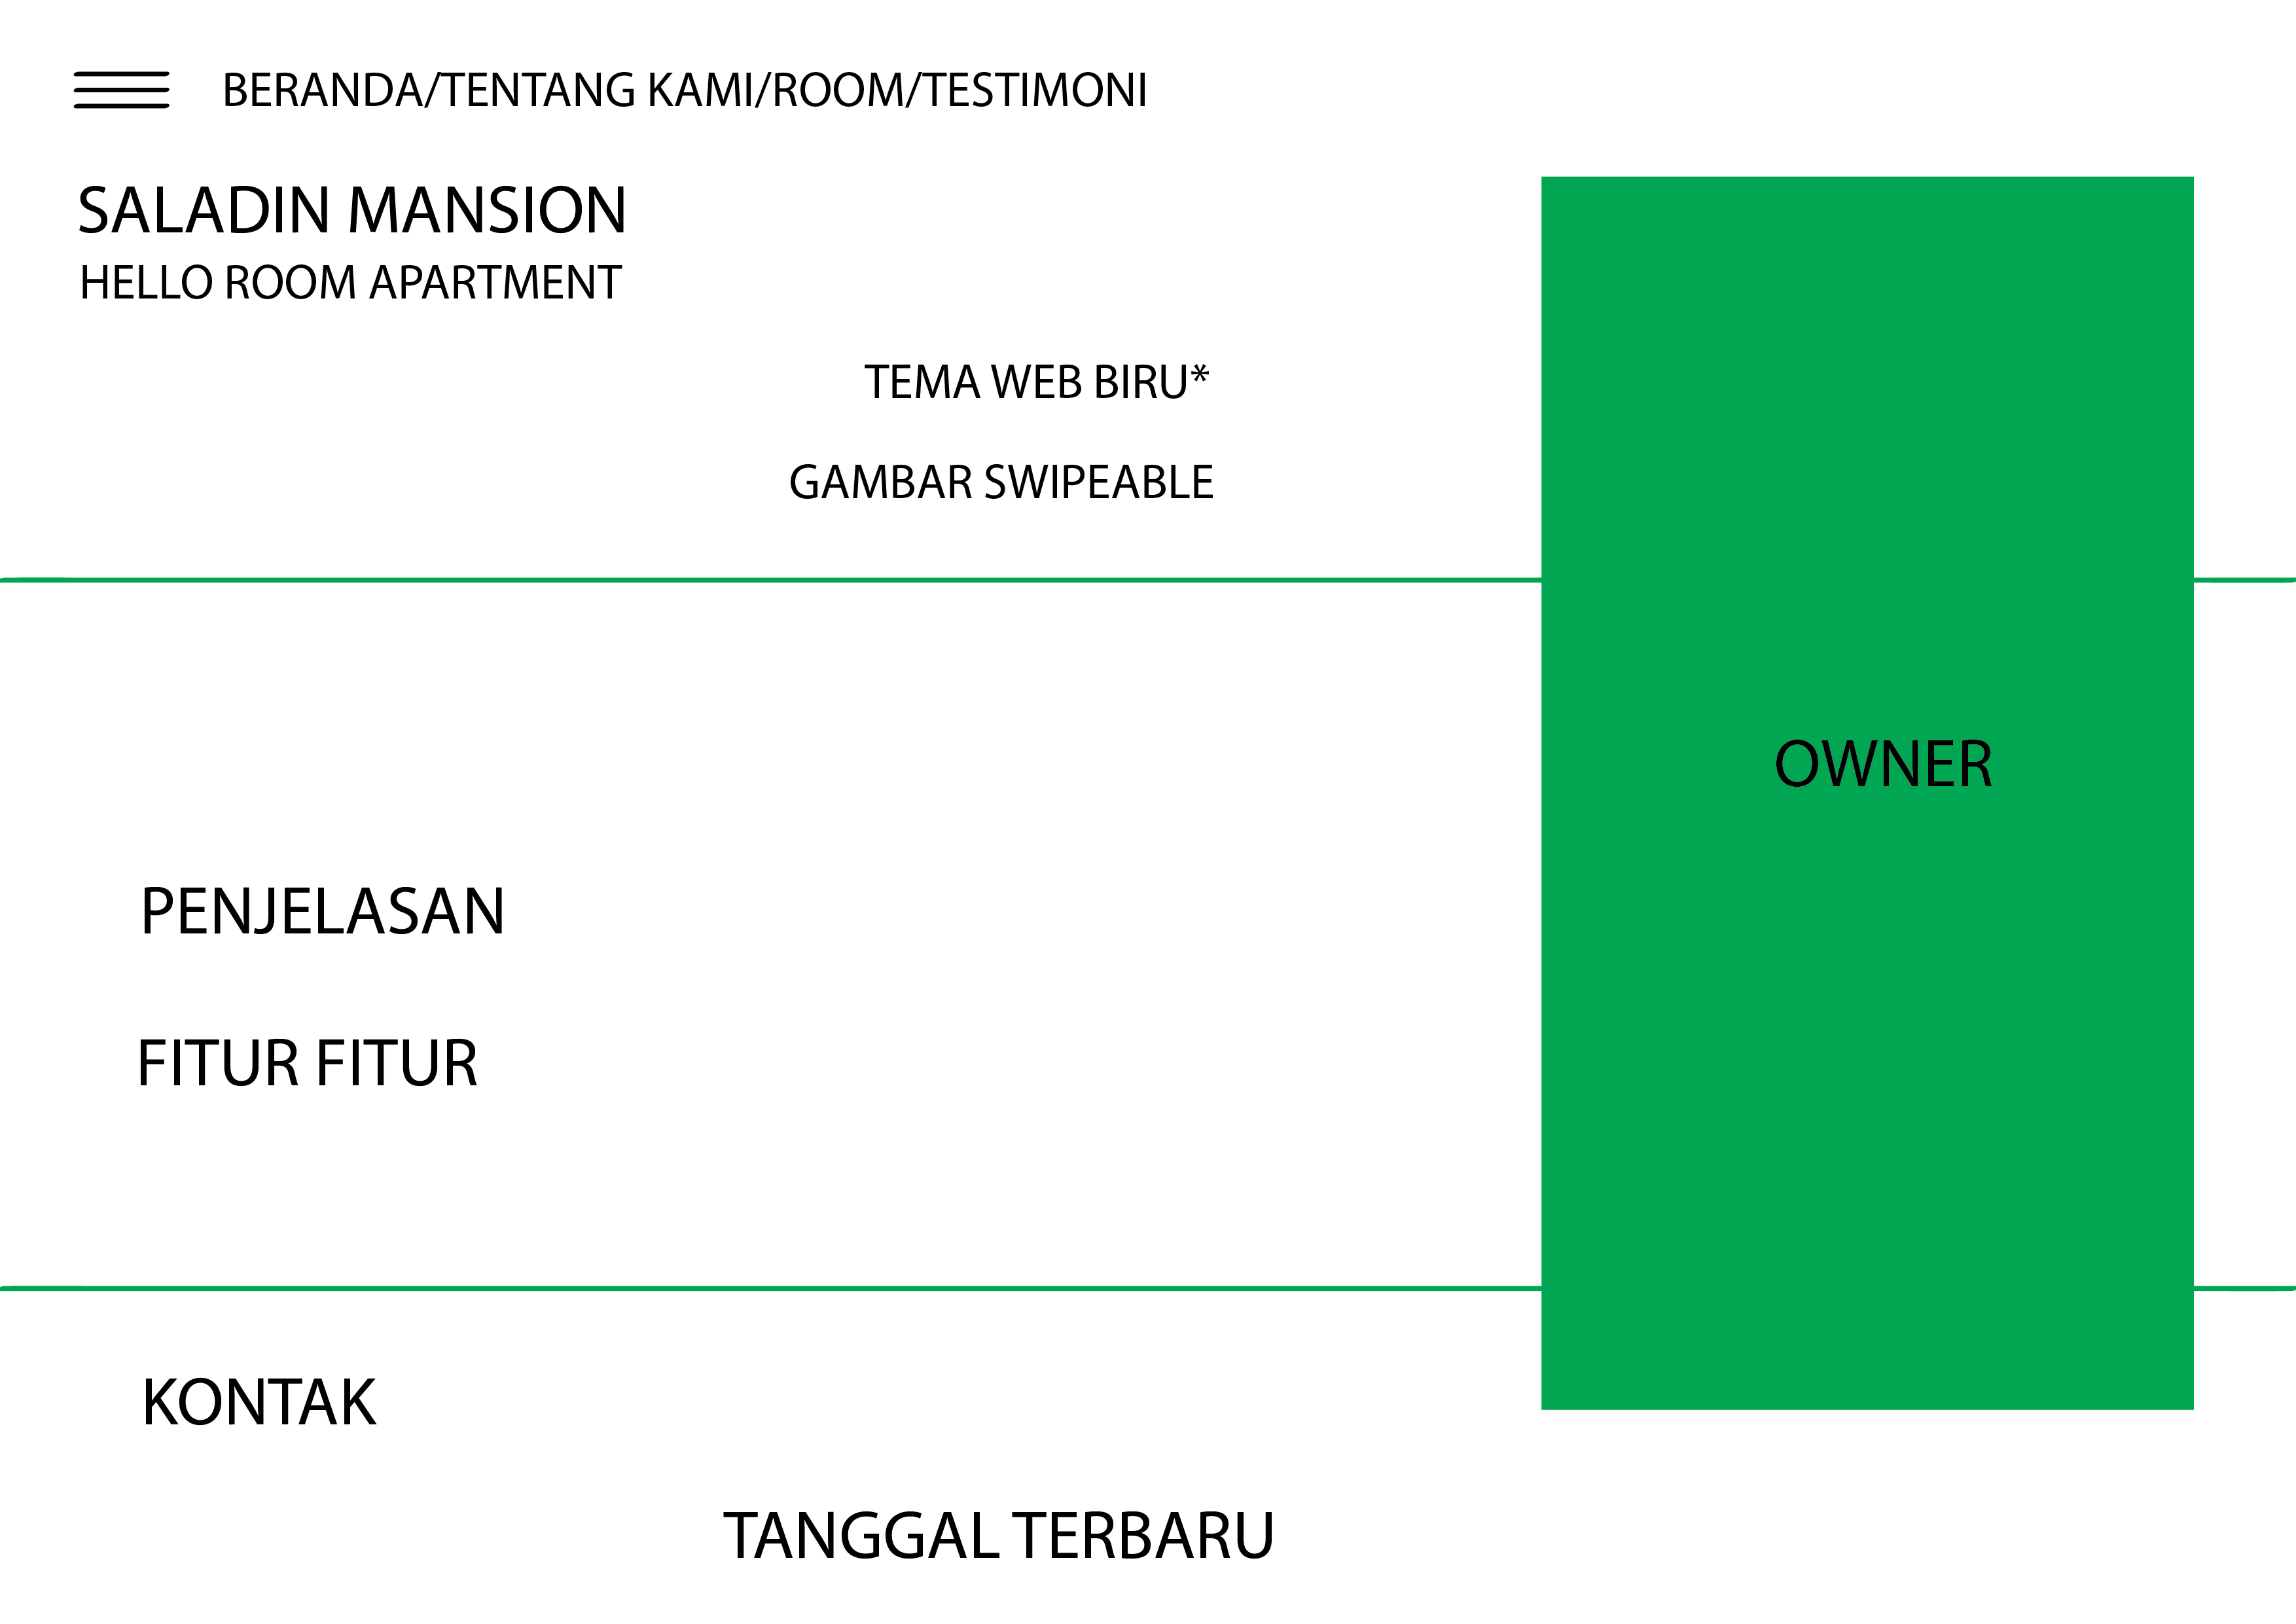 BERANDA/TENTANG KAMI/ROOM/TESTIMONI
SALADIN MANSION
HELLO ROOM APARTMENT
TEMA WEB BIRU*
GAMBAR SWIPEABLE
OWNER
PENJELASAN
FITUR FITUR
KONTAK
TANGGAL TERBARU